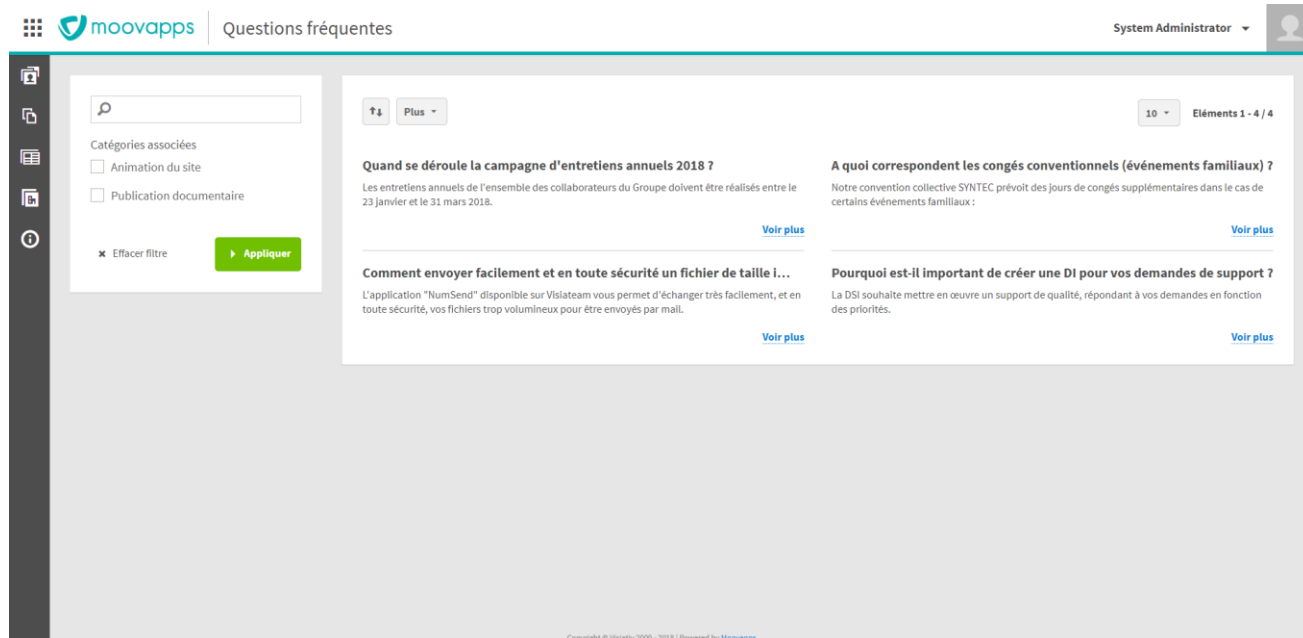 moovapps
Questions fréquentes
System Administrator
Catégories associées
Animation du site
Publication documentaire
Effacer filtre
Appliquer
Plus
10
Eléments 1 - 4 / 4
Quand se déroule la campagne d'entretiens annuels 2018 ?
Les entretiens annuels de l'ensemble des collaborateurs du Groupe doivent être réalisés entre le
23 janvier et le 31 mars 2018.
Voir plus
A quoi correspondent les congés conventionnels (événements familiaux) ?
Notre convention collective SYNTEC prévoit des jours de congés supplémentaires dans le cas de
certains événements familiaux :
Voir plus
Comment envoyer facilement et en toute sécurité un fichier de taille i...
L'application "NumSend" disponible sur Visiateam vous permet d'échanger très facilement, et en
toute sécurité, vos fichiers trop volumineux pour être envoyés par mail.
Voir plus
Pourquoi est-il important de créer une DI pour vos demandes de support ?
La DSI souhaite mettre en œuvre un support de qualité, répondant à vos demandes en fonction
des priorités.
Voir plus
Copyright © Visiativ 2000 - 2018 | Powered by Moovapps